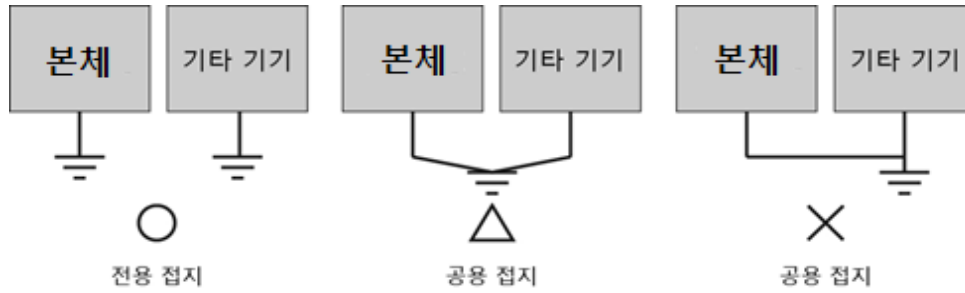 본체 기타 기기 본체 기타 기기 본체 기타 기기
전용 접지 공용 접지 공용 접지